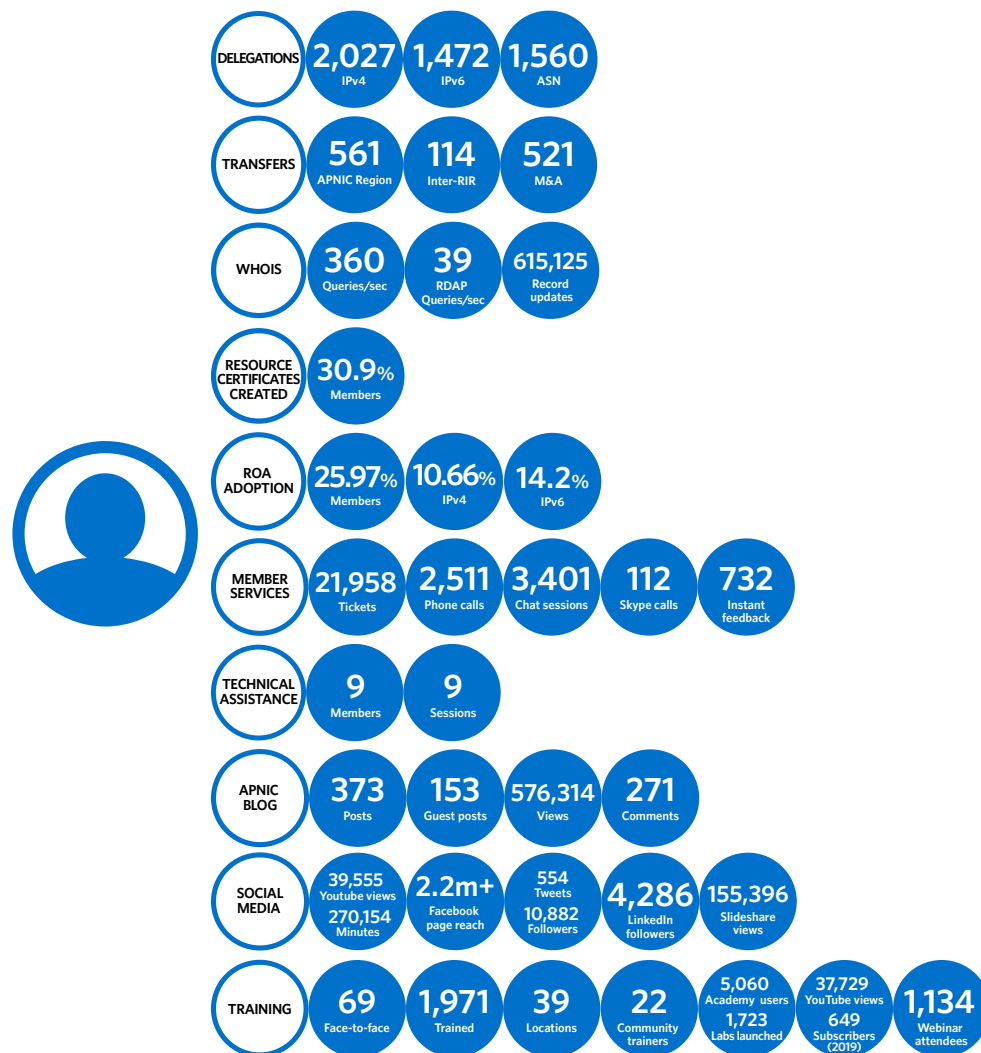 DELEGATIONS
2,027
IPv4
1,472
IPv6
1,560
ASN
TRANSFERS
561
APNIC Region
114
Inter-RIR
521
M&A
WHOIS
360
Queries/sec
39
RDAP
Queries/sec
615,125
Record
updates
RESOURCE
CERTIFICATES
CREATED
30.9%
Members
ROA
ADOPTION
25.97%
Members
10.66%
IPv4
14.2%
IPv6
MEMBER
SERVICES
21,958
Tickets
2,511
Phone calls
3,401
Chat sessions
112
Skype calls
732
Instant
feedback
TECHNICAL
ASSISTANCE
9
Members
9
Sessions
APNIC
BLOG
373
Posts
153
Guest posts
576,314
Views
271
Comments
SOCIAL
MEDIA
39,555
Youtube views
270,154
Minutes
2.2m+
Facebook
page reach
554
Tweets
10,882
Followers
4,286
LinkedIn
followers
155,396
Slideshare
views
TRAINING
69
Face-to-face
1,971
Trained
39
Locations
22
Community
trainers
5,060
Academy users
1,723
Labs launched
37,729
YouTube views
649
Subscribers
(2019)
1,134
Webinar
attendees